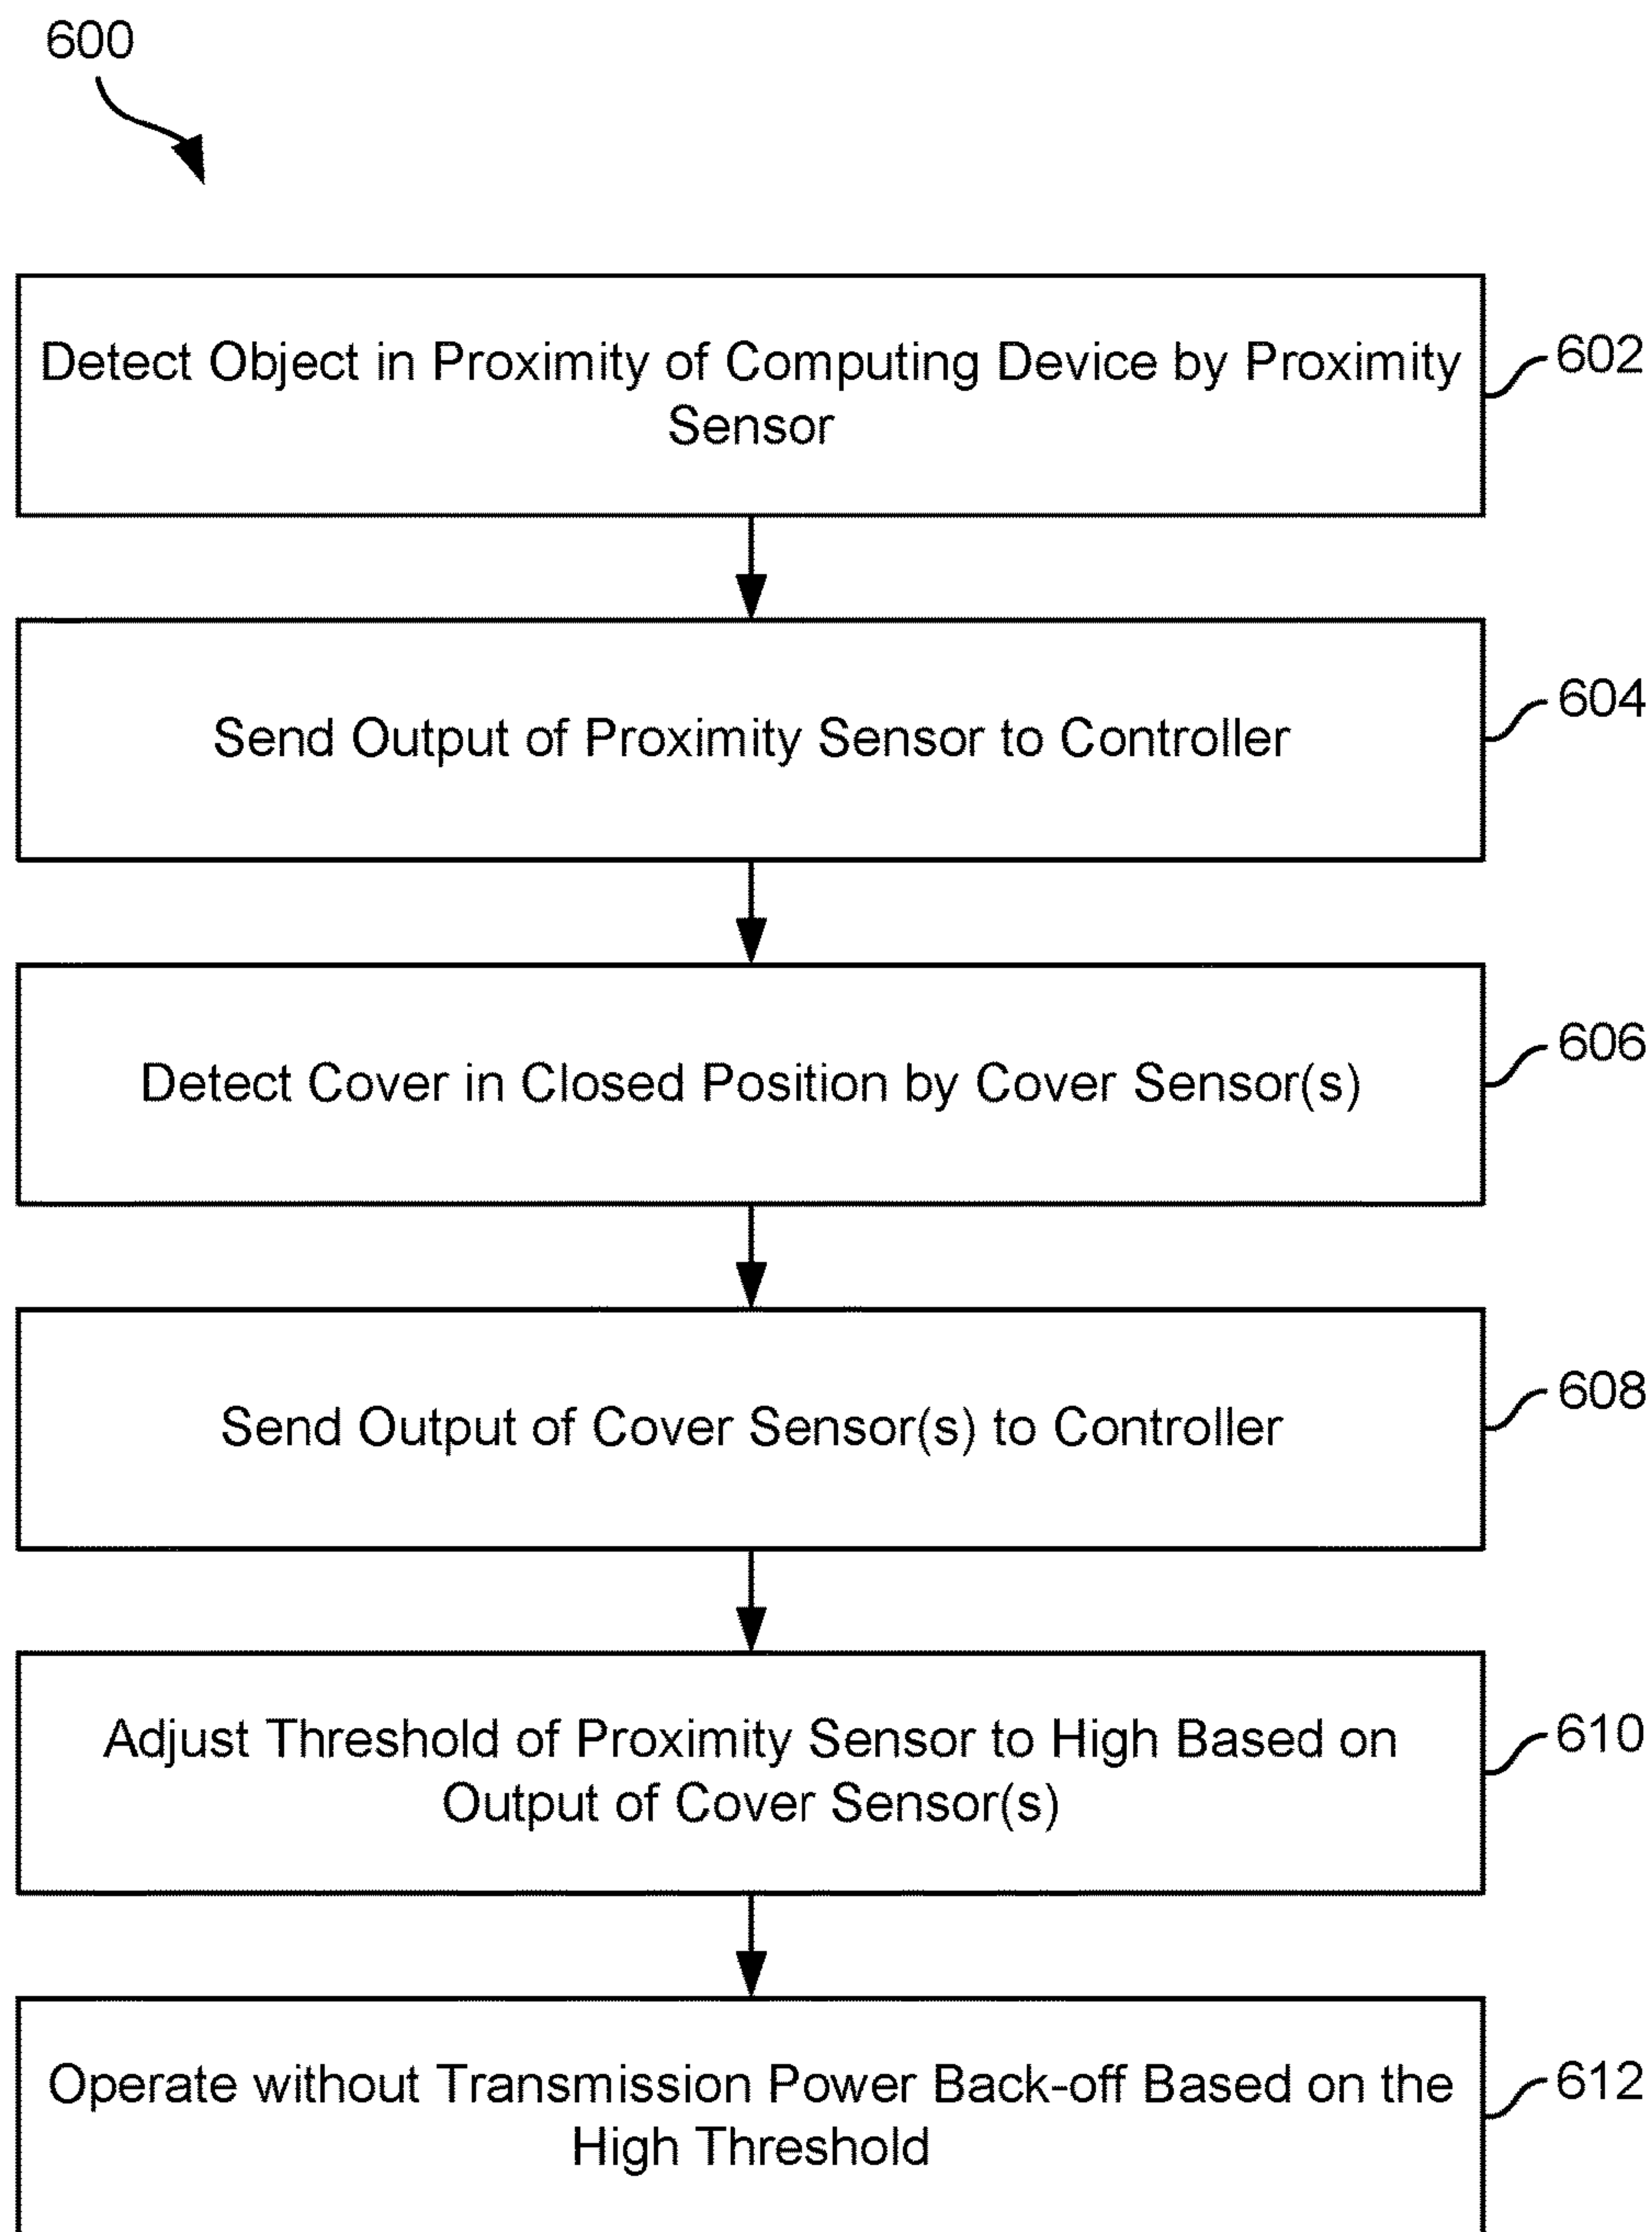 600
Detect Object in Proximity of Computing Device by Proximity
Sensor
602
Send Output of Proximity Sensor to Controller
604
Detect Cover in Closed Position by Cover Sensor(s)
606
Send Output of Cover Sensor(s) to Controller
608
Adjust Threshold of Proximity Sensor to High Based on
Output of Cover Sensor(s)
610
Operate without Transmission Power Back-off Based on the
High Threshold
612